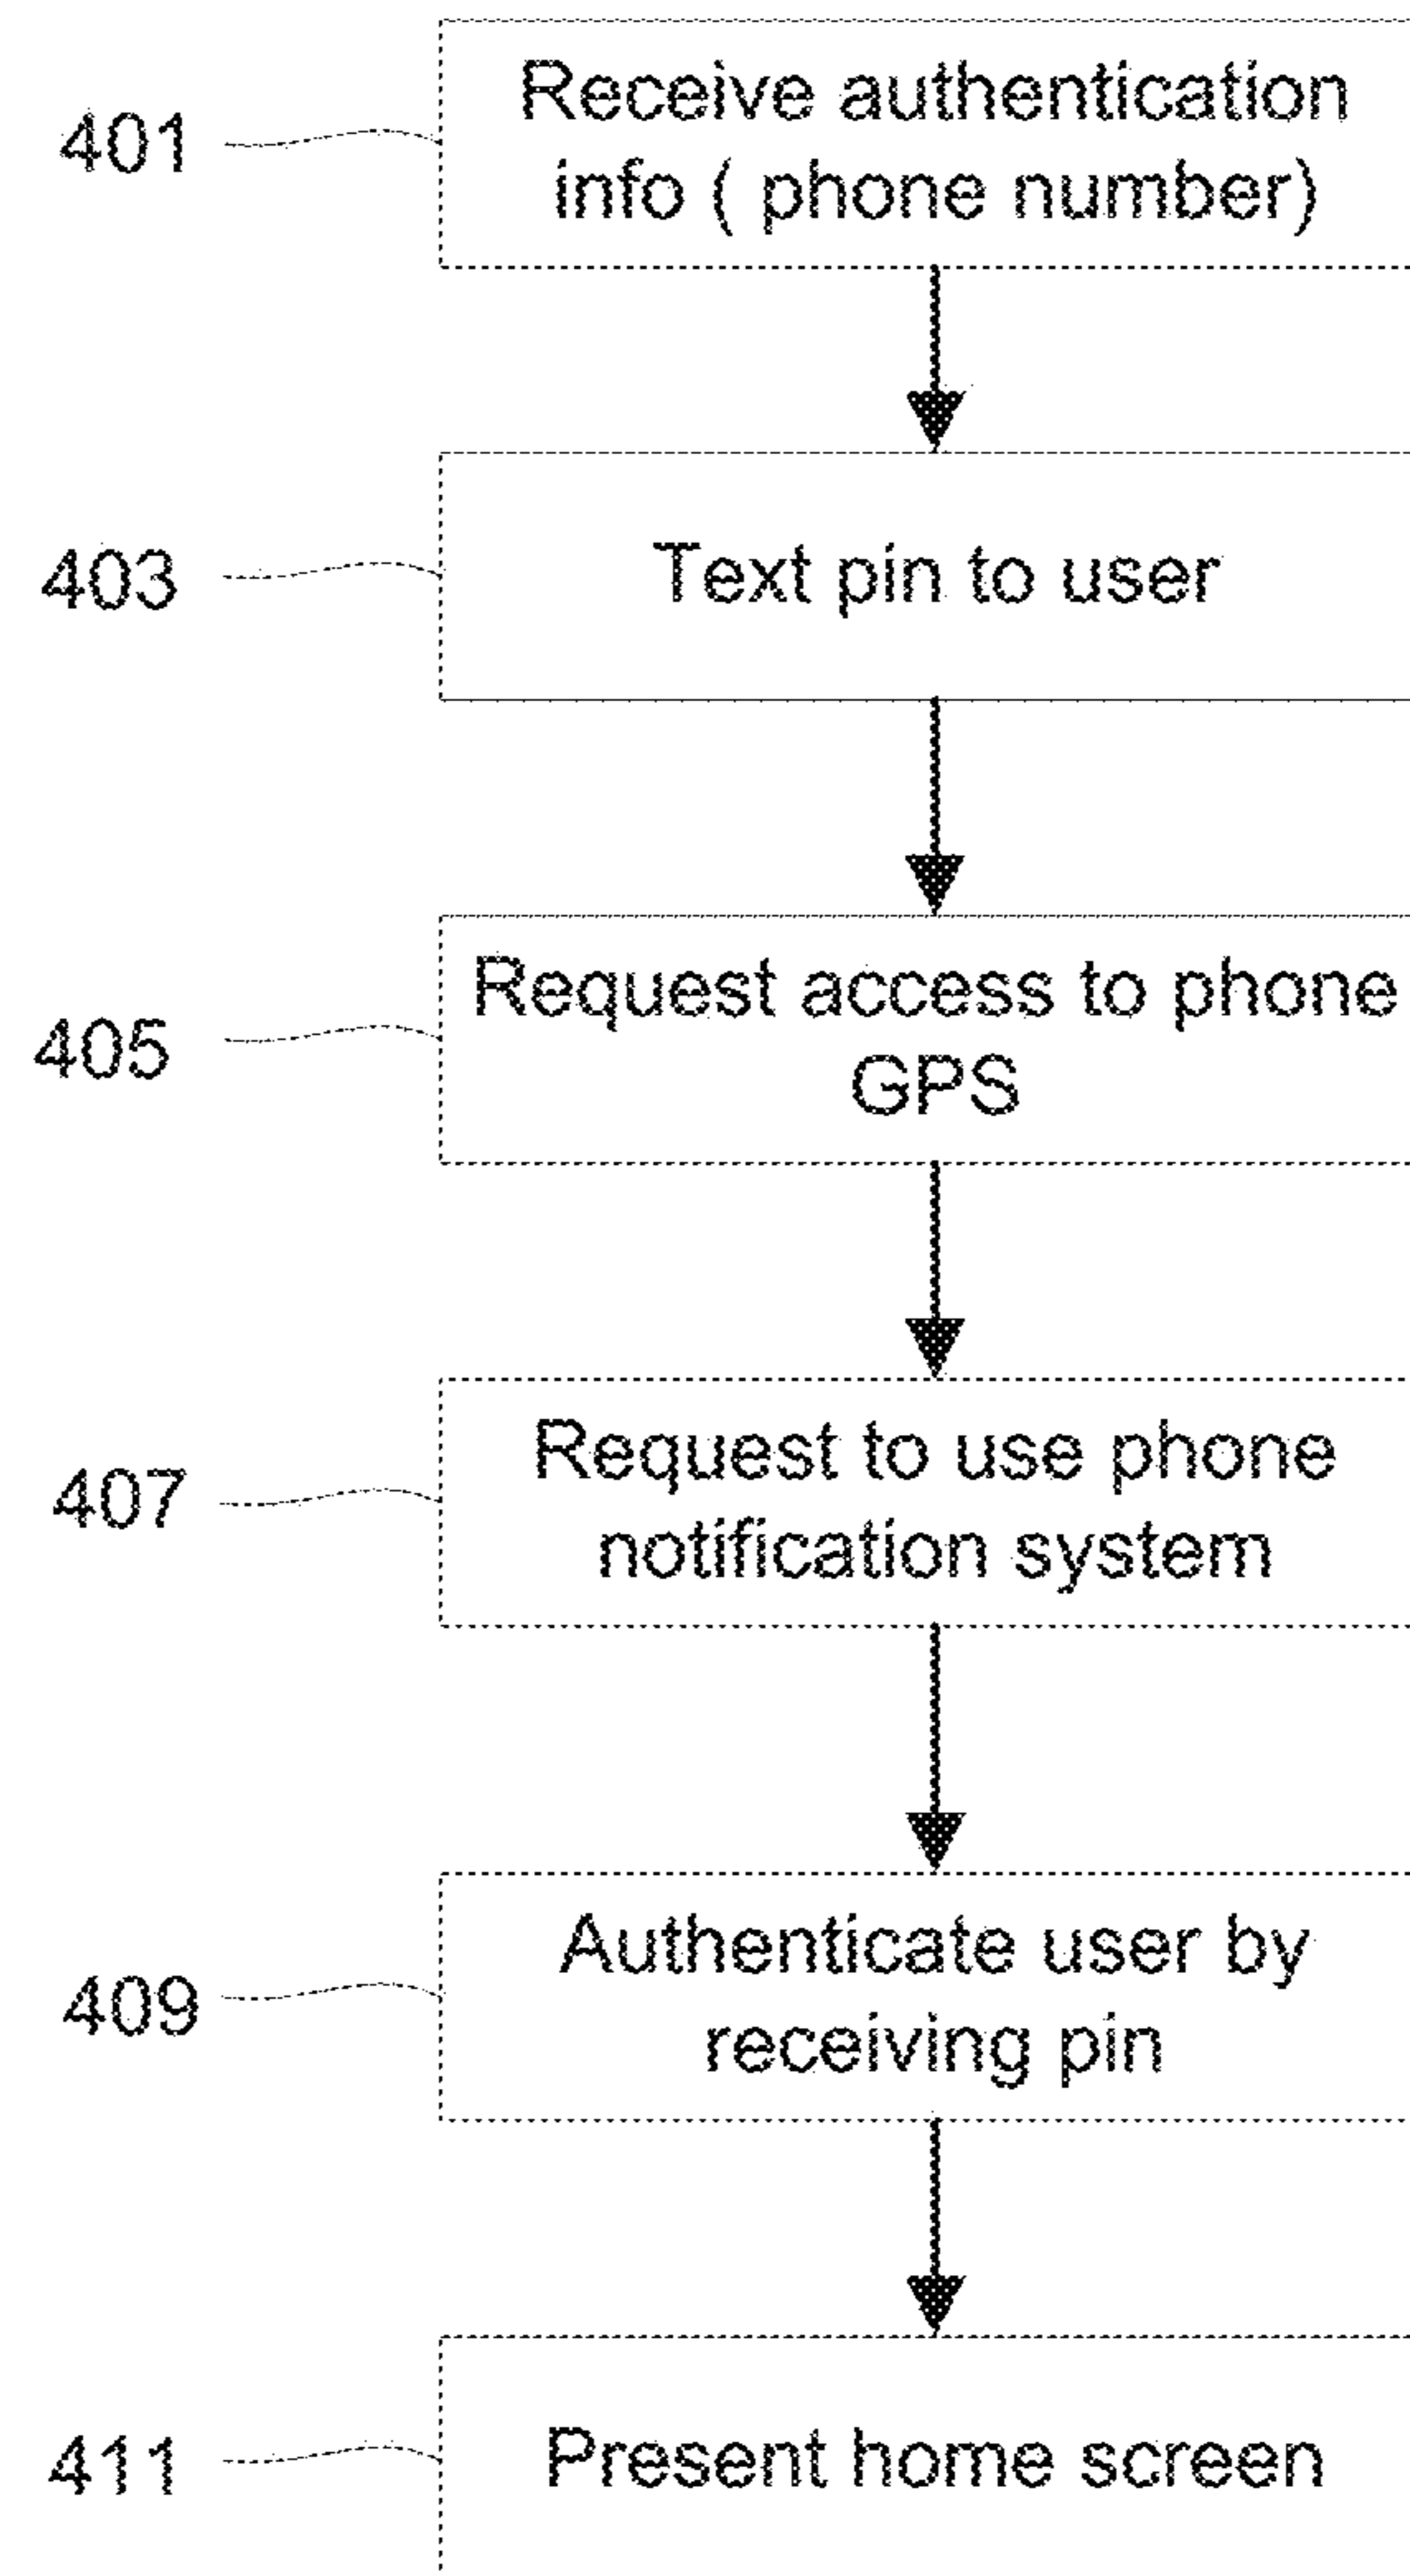 401
Receive authentication
info ( phone number)
403
Text pin to user
405
Request access to phone
GPS
407
Request to use phone
notification system
409
Authenticate user by
receiving pin
411
Present home screen